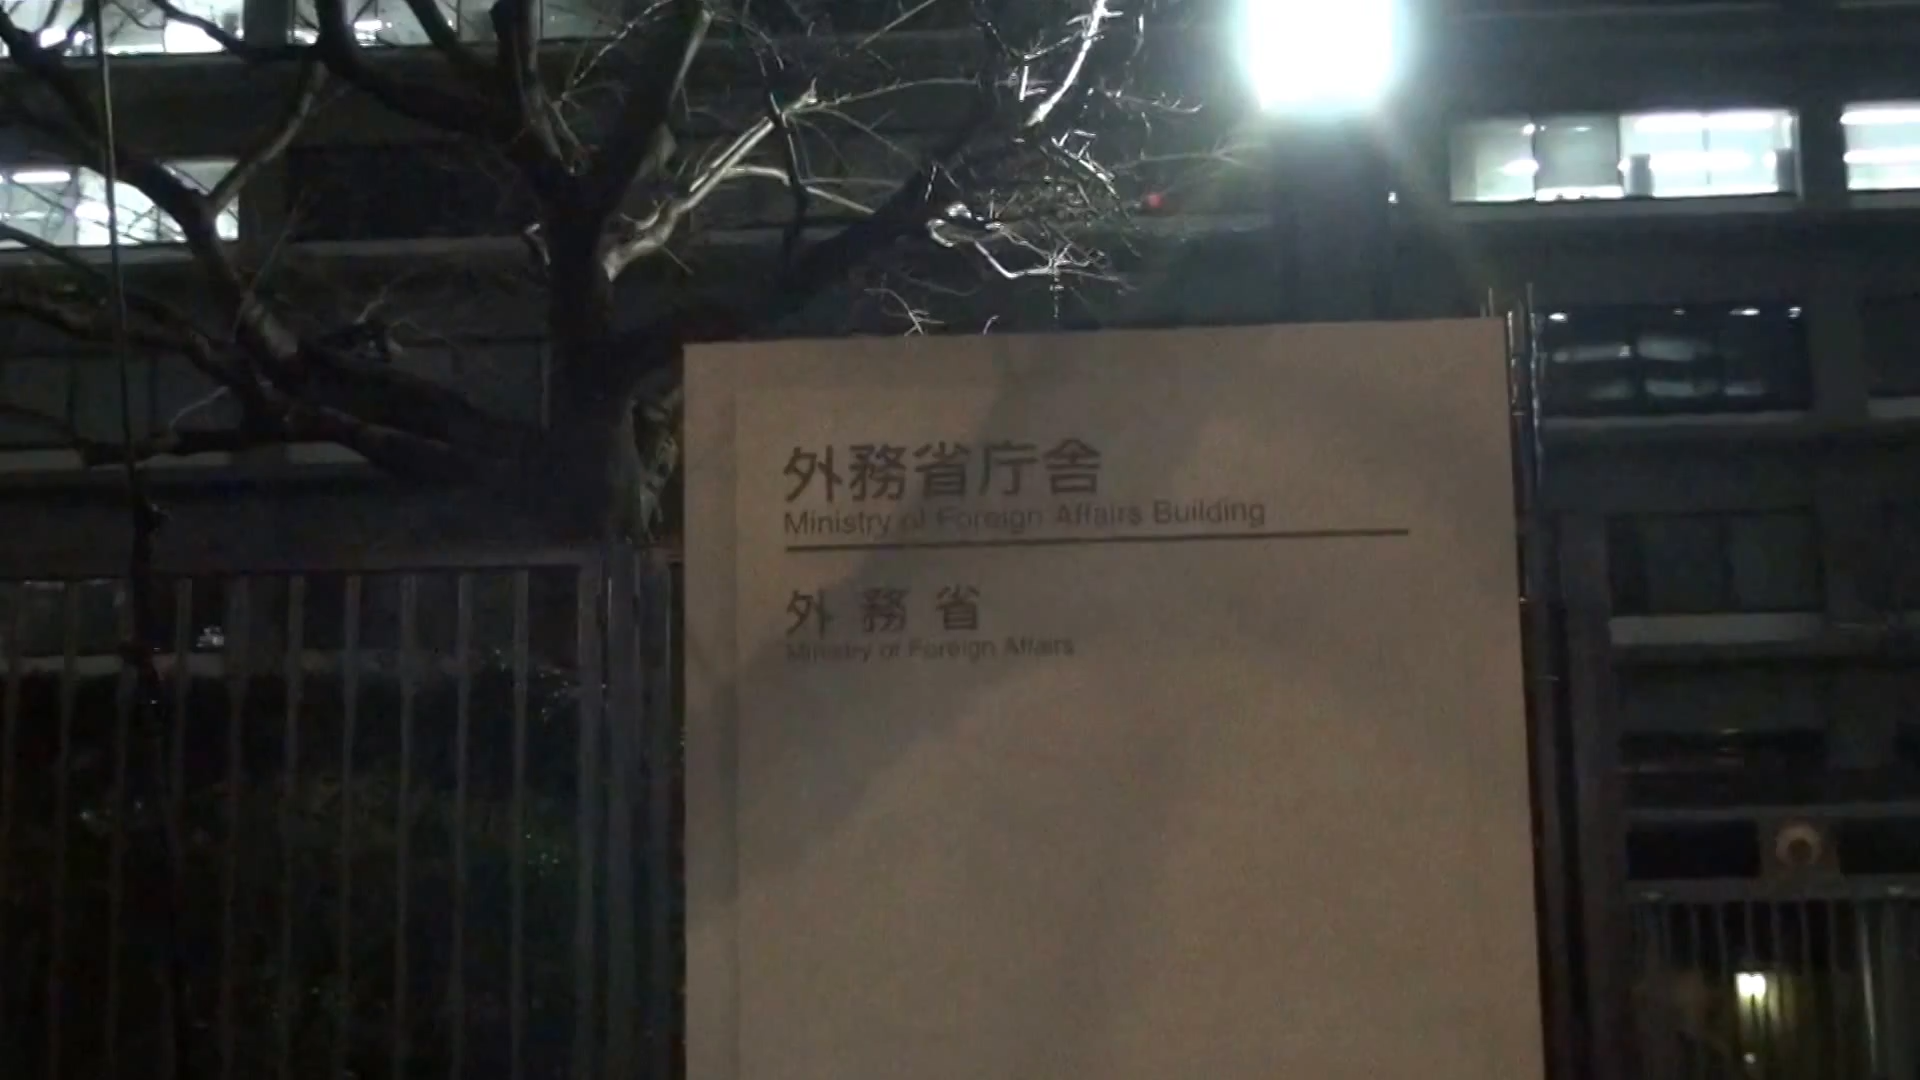 外務省庁舎
Ministry of Foreign Affairs Building
外務省
Ministry of Foreign Affairs